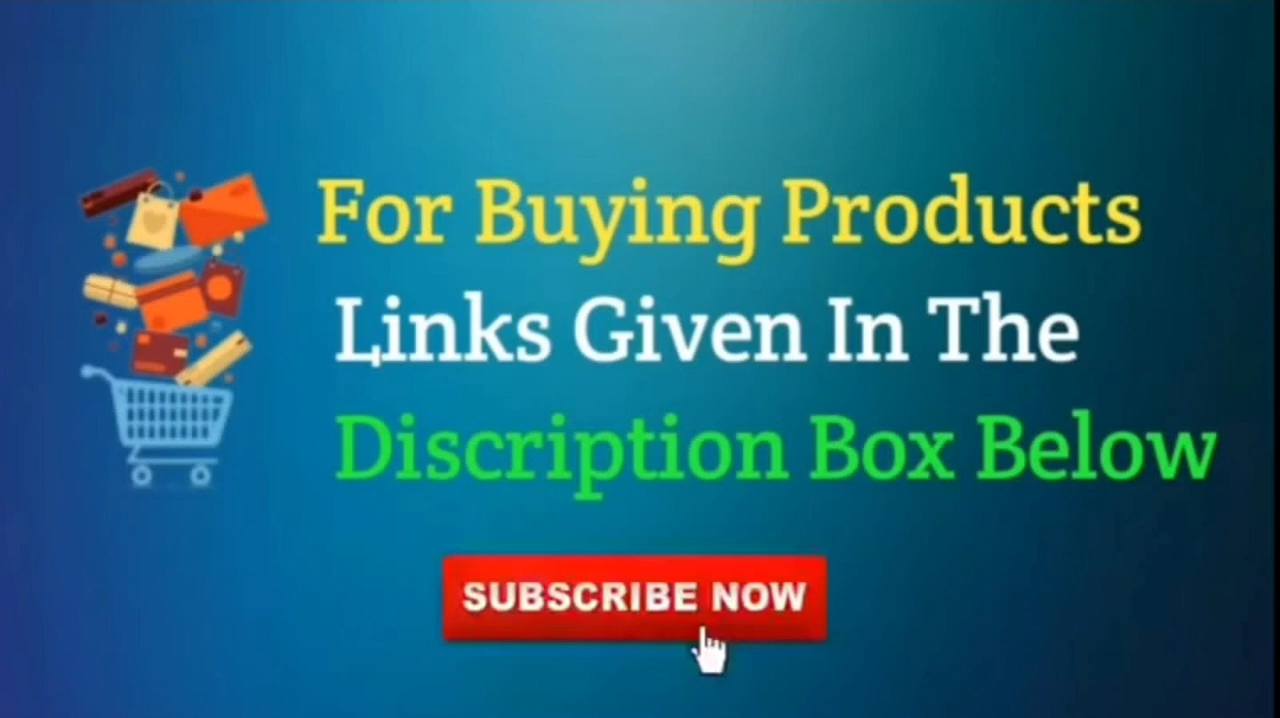 For Buying Products
Links Given In The
Discription Box Below
SUBSCRIBE NOW